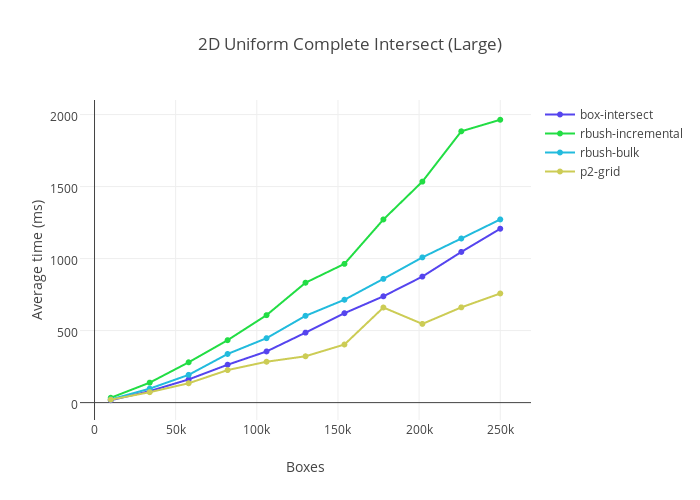 2D Uniform Complete Intersect (Large)
box-intersect
rbush-incremental
rbush-bulk
p2-grid
Average time (ms)
2000
1500
1000
500
0
0
50k
100k
150k
200k
250k
Boxes